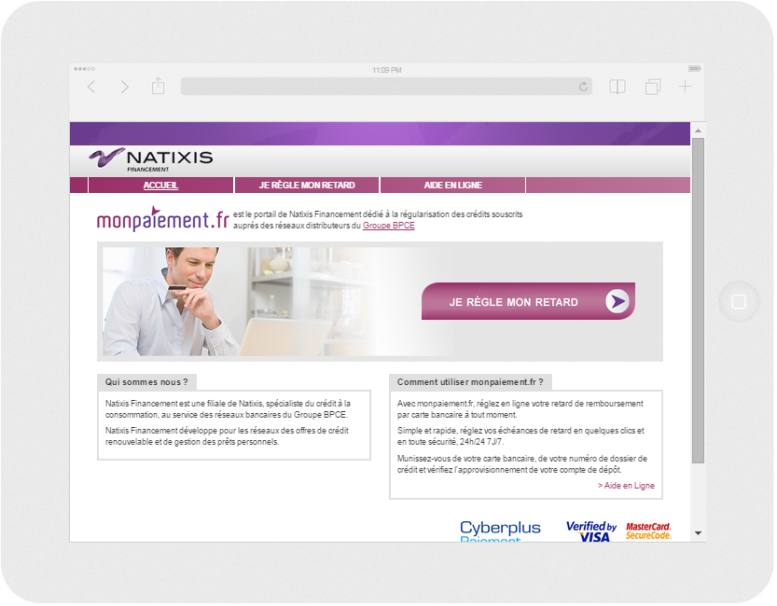 11:09 PM
NATIXIS
FINANCEMENT
ACCUEIL
JE RÈGLE MON RETARD
AIDE EN LIGNE
monpaiement.fr est le portail de Natixis Financement dédié à la régularisation des crédits souscrits
auprès des réseaux distributeurs du Groupe BPCE
JE RÈGLE MON RETARD
Qui sommes nous ?
Natixis Financement est une filiale de Natixis, spécialiste du crédit à la
consommation, au service des réseaux bancaires du Groupe BPCE.
Natixis Financement développe pour les réseaux des offres de crédit
renouvelable et de gestion des prêts personnels.
Comment utiliser monpaiement.fr ?
Avec monpaiement.fr, réglez en ligne votre retard de remboursement
par carte bancaire à tout moment.
Simple et rapide, réglez vos échéances de retard en quelques clics et
en toute sécurité, 24h/24 7J/7.
Munissez-vous de votre carte bancaire, de votre numéro de dossier de
crédit et vérifiez l'approvisionnement de votre compte de dépôt.
> Aide en Ligne
Cyberplus
Paiement
Verified by
VISA
MasterCard.
SecureCode.